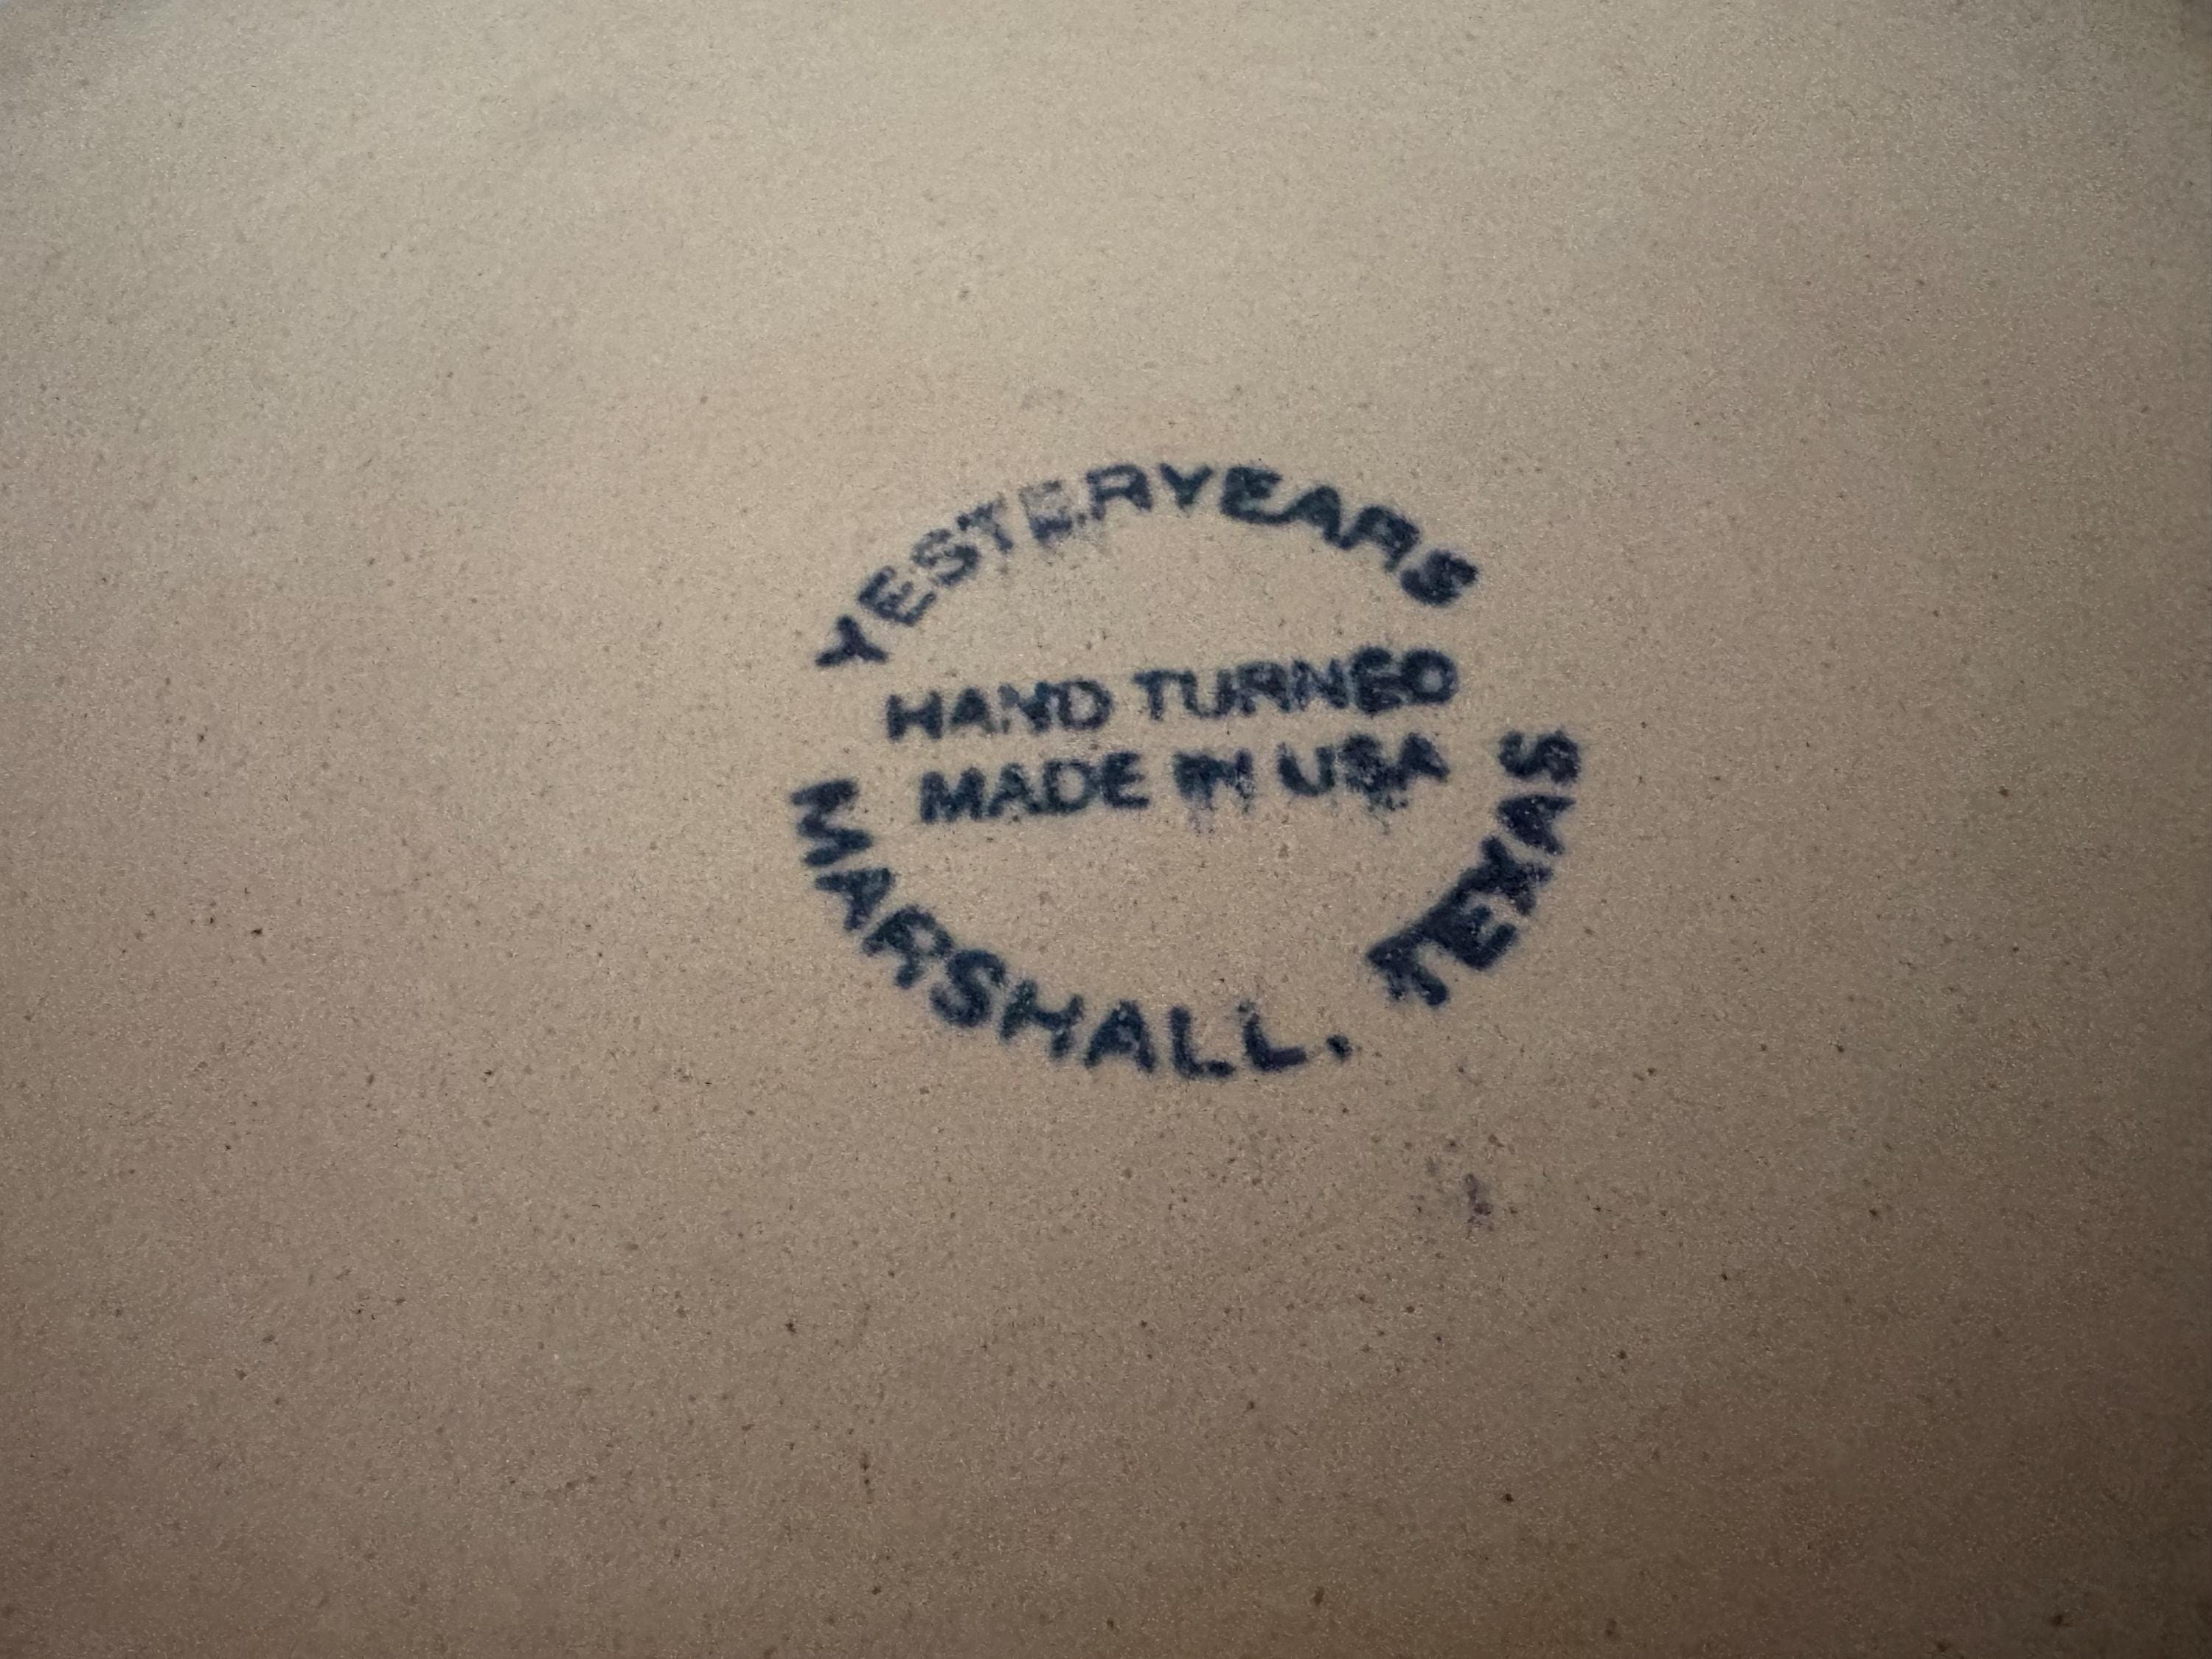 YESTERYEARS
HAND TURNED
MADE IN USA
MARSHALL. TEXAS